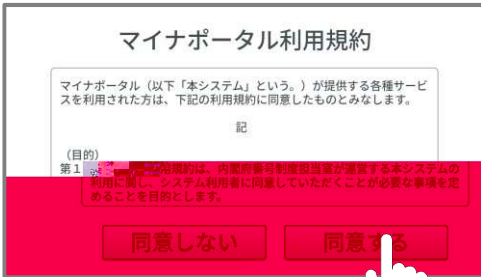 マイナポータル利用規約
マイナポータル（以下「本システム」という。）が提供する各種サービ
スを利用された方は、下記の利用規約に同意したものとみなします。
記
（目的）
第１ 用規約は、内閣府番号制度担当室が運営する本システムの
利用に関し、システム利用者に同意していただくことが必要な事項を定
めることを目的とします。
同意しない
同意する